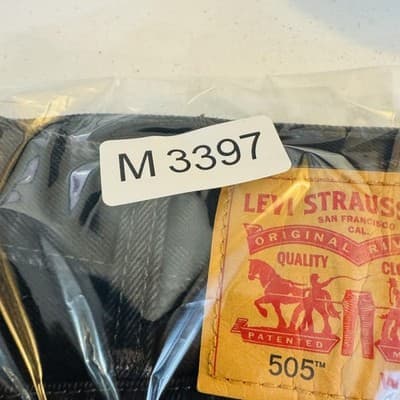 M 3397
LEVI STRAUSS
SAN FRANCISCO
CAL.
ORIGINAL
QUALITY
PATENTED
505™
W